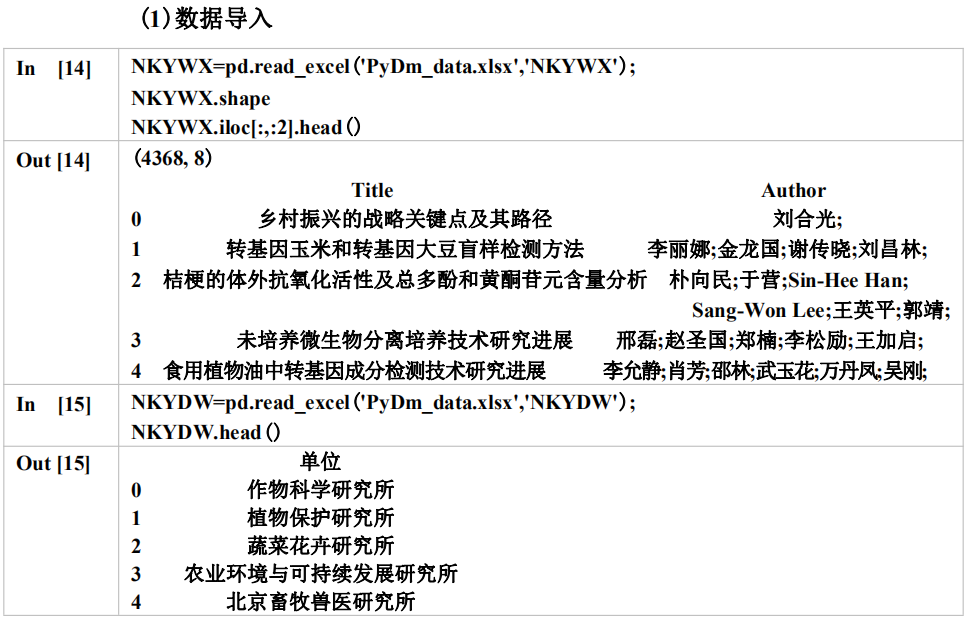 (1)数据导入
In [14] NKYWX=pd.read_excel('PyDm_data.xlsx','NKYWX');
NKYWX.shape
NKYWX.iloc[:,:2].head()
Out [14] (4368, 8)
Title Author
0 乡村振兴的战略关键点及其路径 刘合光;
1 转基因玉米和转基因大豆盲样检测方法 李丽娜;金龙国;谢传晓;刘昌林;
2 桔梗的体外抗氧化活性及总多酚和黄酮苷元含量分析 朴向民;于营;Sin-Hee Han;
Sang-Won Lee;王英平;郭靖;
3 未培养微生物分离培养技术研究进展 邢磊;赵圣国;郑楠;李松励;王加启;
4 食用植物油中转基因成分检测技术研究进展 李允静;肖芳;邵林;武玉花;万丹凤;吴刚;
In [15] NKYDW=pd.read_excel('PyDm_data.xlsx','NKYDW');
NKYDW.head()
Out [15] 单位
0 作物科学研究所
1 植物保护研究所
2 蔬菜花卉研究所
3 农业环境与可持续发展研究所
4 北京畜牧兽医研究所